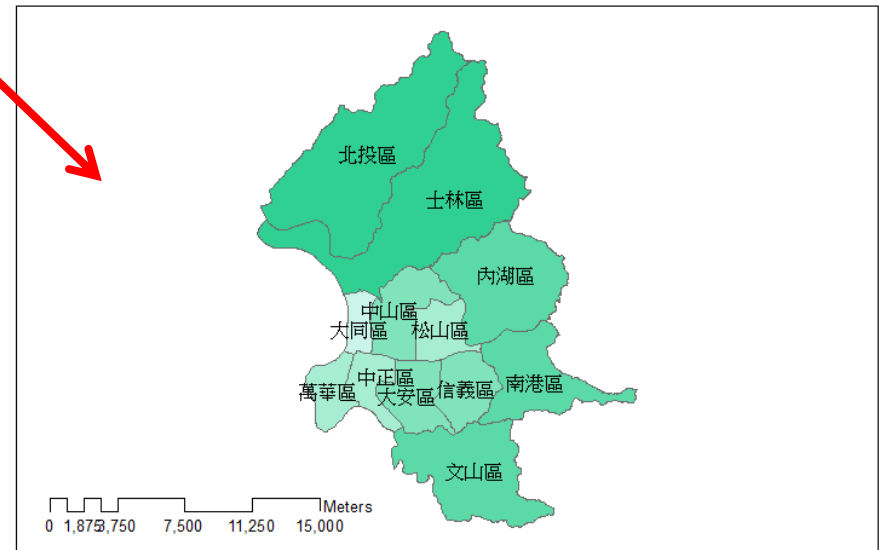 北投區
士林區
內湖區
中山區
大同區
松山區
中正區
萬華區
大安區
信義區
南港區
文山區
Meters
0 1,875 3,750 7,500 11,250 15,000